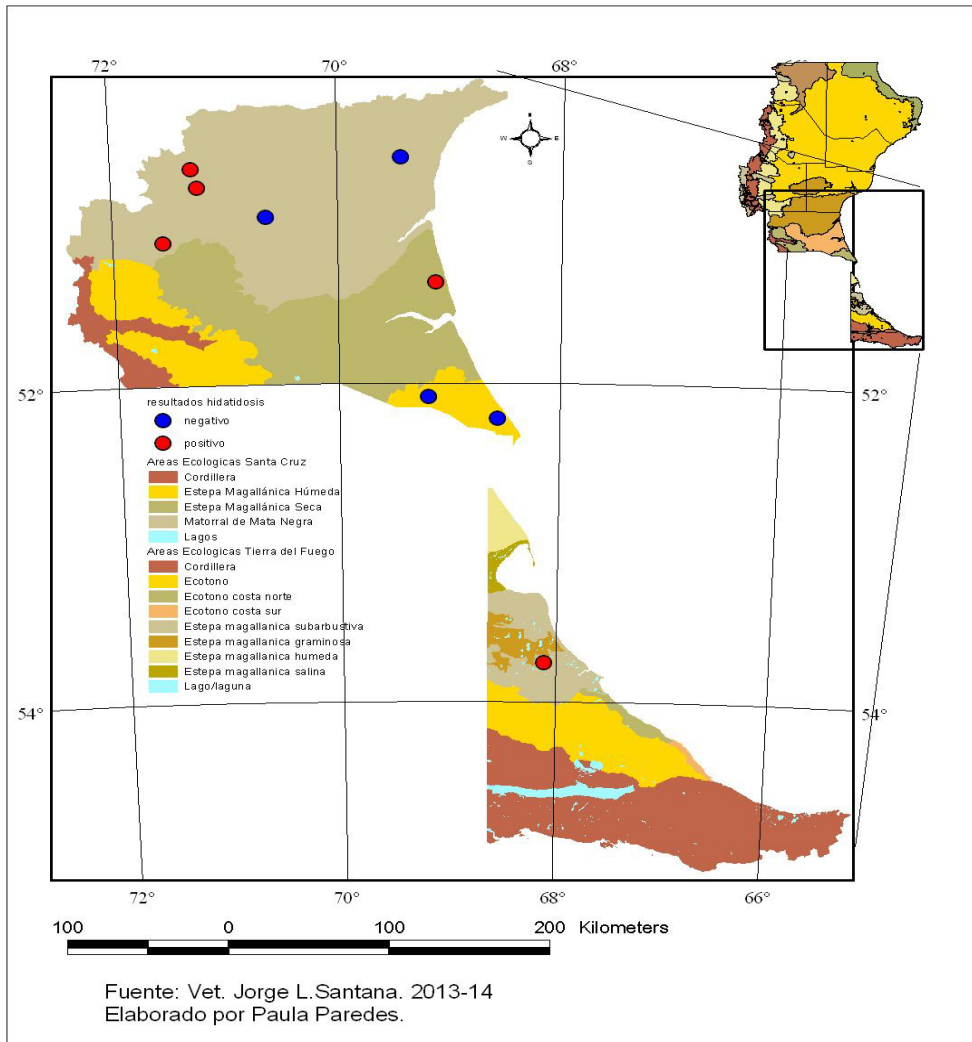 72°
70°
68°
N
W
E
S
52°
52°
resultados hidatidosis
negativo
positivo
Areas Ecologicas Santa Cruz
Cordillera
Estepa Magallánica Húmeda
Estepa Magallánica Seca
Matorral de Mata Negra
Lagos
Areas Ecologicas Tierra del Fuego
Cordillera
Ecotono
Ecotono costa norte
Ecotono costa sur
Estepa magallanica subarbustiva
Estepa magallanica graminosa
Estepa magallanica humeda
Estepa magallanica salina
Lago/laguna
54°
54°
72°
70°
68°
66°
100 0 100 200 Kilometers
Fuente: Vet. Jorge L.Santana. 2013-14
Elaborado por Paula Paredes.